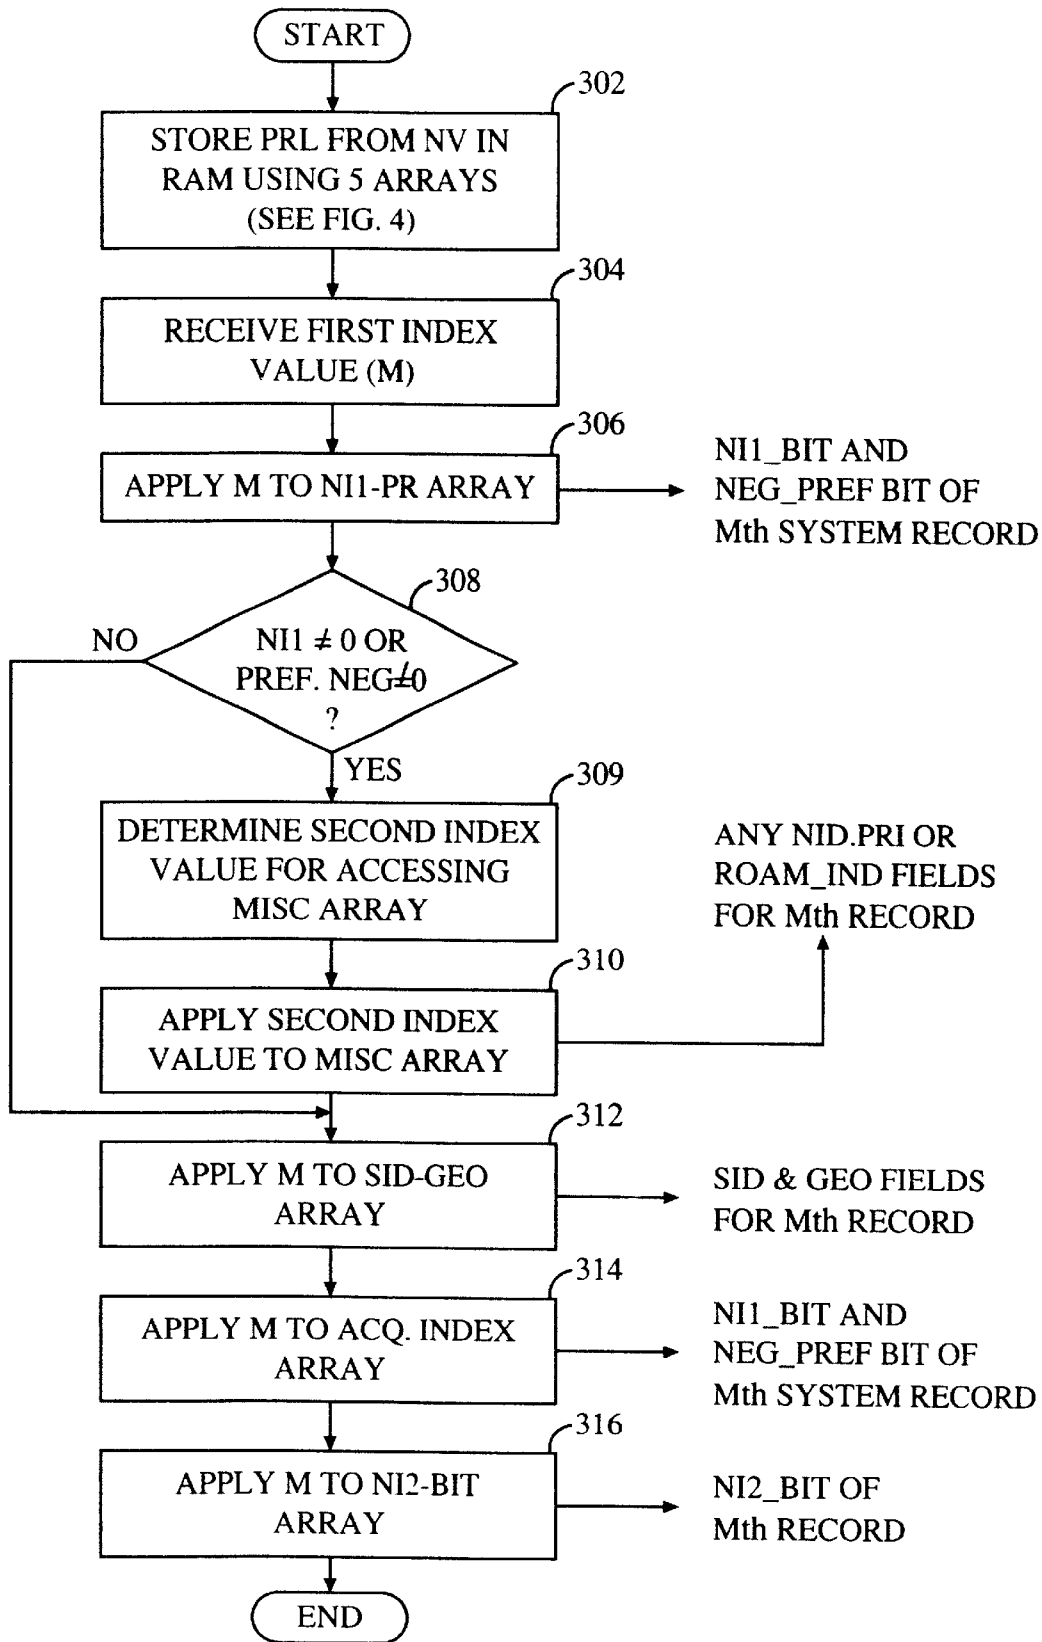 START
302
STORE PRL FROM NV IN
RAM USING 5 ARRAYS
(SEE FIG. 4)
304
RECEIVE FIRST INDEX
VALUE (M)
306
APPLY M TO NI1-PR ARRAY
NI1_BIT AND
NEG_PREF BIT OF
Mth SYSTEM RECORD
308
NO
NI1 ≠ 0 OR
PREF. NEG≠0
?
YES
309
DETERMINE SECOND INDEX
VALUE FOR ACCESSING
MISC ARRAY
ANY NID.PRI OR
ROAM_IND FIELDS
FOR Mth RECORD
310
APPLY SECOND INDEX
VALUE TO MISC ARRAY
312
APPLY M TO SID-GEO
ARRAY
SID & GEO FIELDS
FOR Mth RECORD
314
APPLY M TO ACQ. INDEX
ARRAY
NI1_BIT AND
NEG_PREF BIT OF
Mth SYSTEM RECORD
316
APPLY M TO NI2-BIT
ARRAY
NI2_BIT OF
Mth RECORD
END